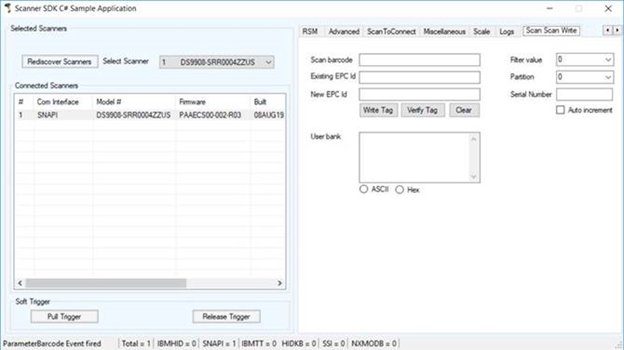 Scanner SDK C# Sample Application
Selected Scanners
Rediscover Scanners Select Scanner 1 DS9908-SRR0004ZZUS
Connected Scanners
# Com Interface Model # Firmware Built
1 SNAPI DS9908-SRR0004ZZUS PAAECS00-002-R03 08AUG19
Soft Trigger
Pull Trigger Release Trigger
RSM Advanced ScanToConnect Miscellaneous Scale Logs Scan Scan Write
Scan barcode Filter value 0
Existing EPC Id Partition 0
New EPC Id Serial Number
Write Tag Verify Tag Clear Auto increment
User bank
ASCII Hex
ParameterBarcode Event fired Total = 1 IBMHID = 0 SNAPI = 1 IBMTT = 0 HIDKB = 0 SSI = 0 NXMODB = 0